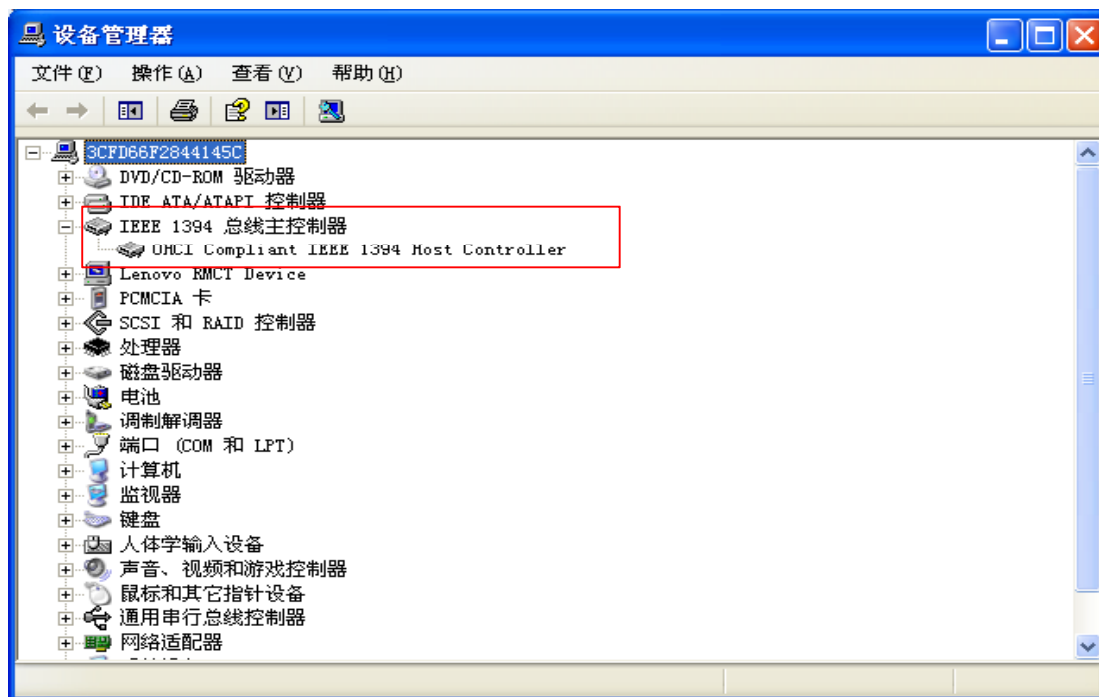 设备管理器
文件(F) 操作(A) 查看(V) 帮助(H)
3CFD66F2844145C
DVD/CD-ROM 驱动器
IDE ATA/ATAPI 控制器
IEEE 1394 总线主控制器
OHCI Compliant IEEE 1394 Host Controller
Lenovo RMCT Device
PCMCIA 卡
SCSI 和 RAID 控制器
处理器
磁盘驱动器
电池
调制解调器
端口 (COM 和 LPT)
计算机
监视器
键盘
人体学输入设备
声音、视频和游戏控制器
鼠标和其它指针设备
通用串行总线控制器
网络适配器